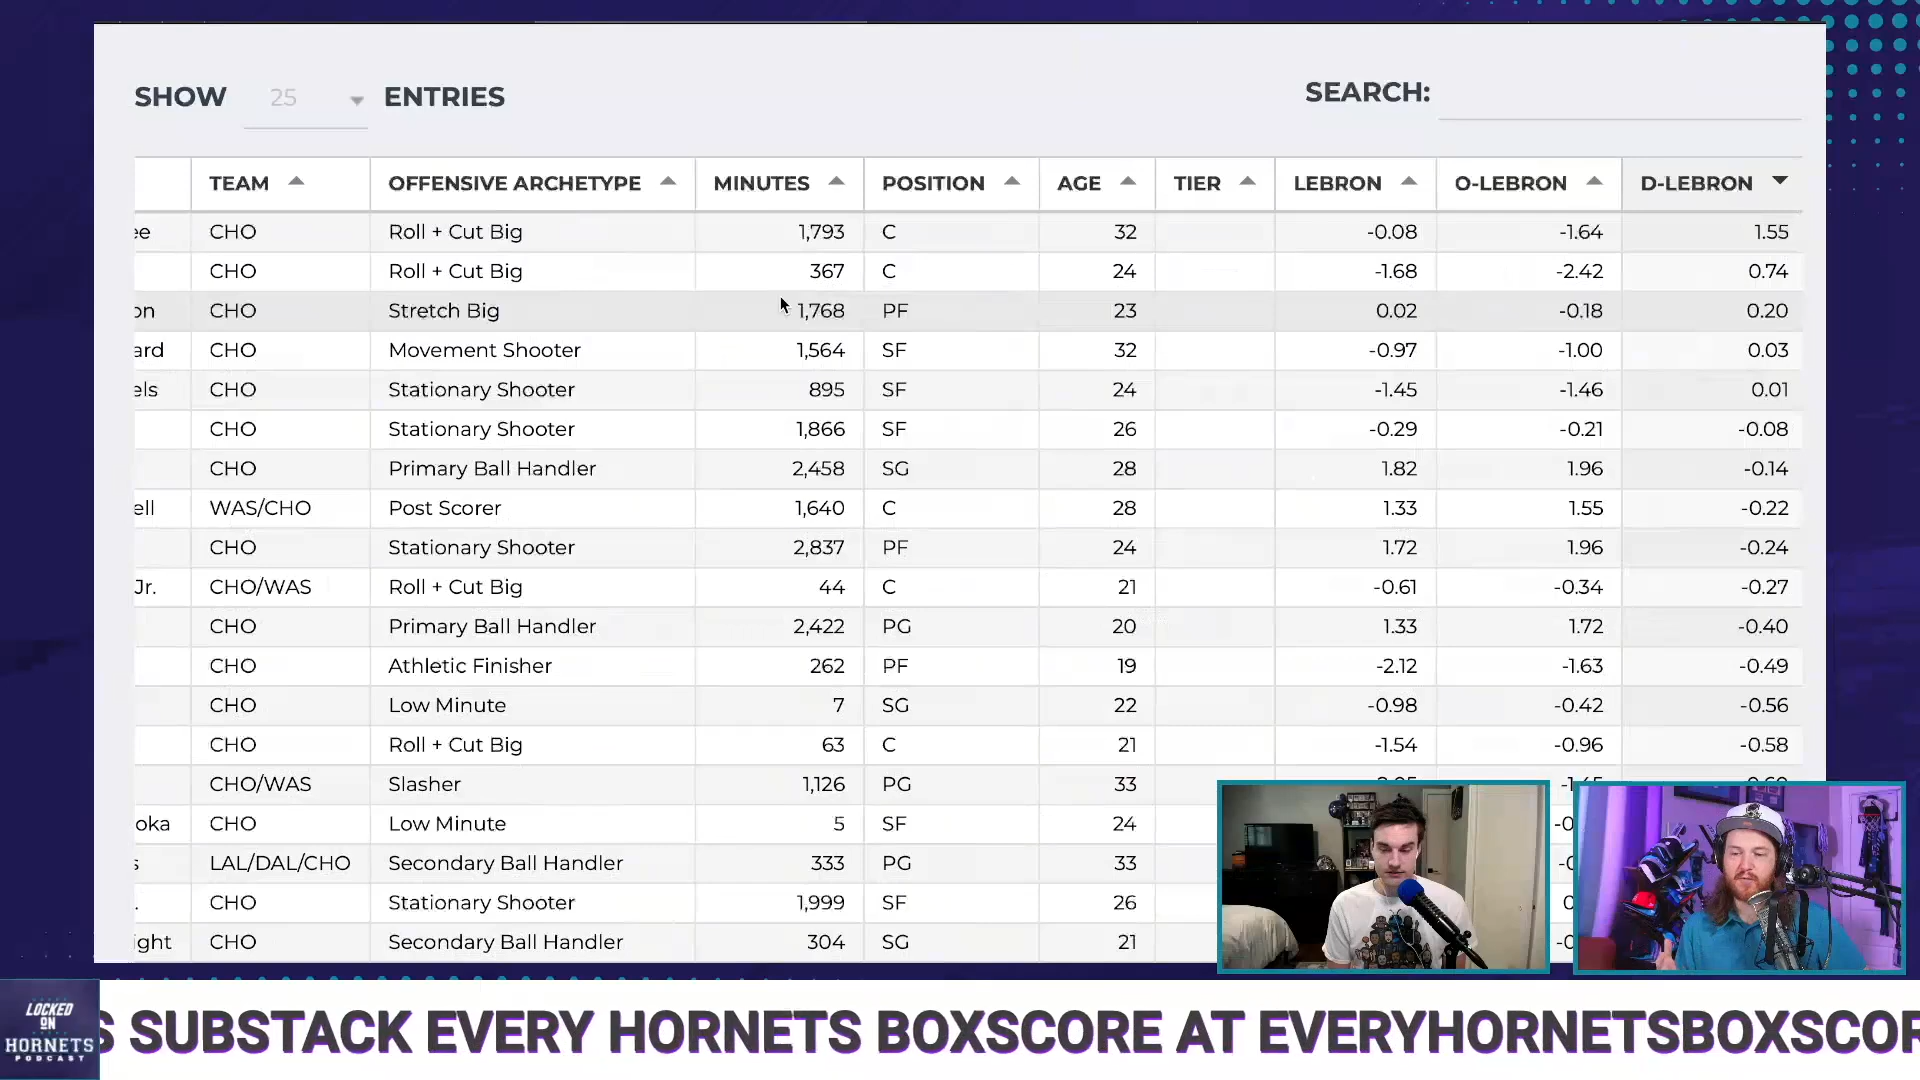 SHOW 25 ENTRIES SEARCH:
TEAM OFFENSIVE ARCHETYPE MINUTES POSITION AGE TIER LEBRON O-LEBRON D-LEBRON
ee CHO Roll + Cut Big 1,793 C 32 -0.08 -1.64 1.55
CHO Roll + Cut Big 367 C 24 -1.68 -2.42 0.74
on CHO Stretch Big 1,768 PF 23 0.02 -0.18 0.20
ard CHO Movement Shooter 1,564 SF 32 -0.97 -1.00 0.03
els CHO Stationary Shooter 895 SF 24 -1.45 -1.46 0.01
CHO Stationary Shooter 1,866 SF 26 -0.29 -0.21 -0.08
CHO Primary Ball Handler 2,458 SG 28 1.82 1.96 -0.14
ell WAS/CHO Post Scorer 1,640 C 28 1.33 1.55 -0.22
CHO Stationary Shooter 2,837 PF 24 1.72 1.96 -0.24
Jr. CHO/WAS Roll + Cut Big 44 C 21 -0.61 -0.34 -0.27
CHO Primary Ball Handler 2,422 PG 20 1.33 1.72 -0.40
CHO Athletic Finisher 262 PF 19 -2.12 -1.63 -0.49
CHO Low Minute 7 SG 22 -0.98 -0.42 -0.56
CHO Roll + Cut Big 63 C 21 -1.54 -0.96 -0.58
CHO/WAS Slasher 1,126 PG 33
oka CHO Low Minute 5 SF 24 -0
s LAL/DAL/CHO Secondary Ball Handler 333 PG 33
. CHO Stationary Shooter 1,999 SF 26
ight CHO Secondary Ball Handler 304 SG 21
LOCKED
ON
HORNETS
PODCAST
S SUBSTACK EVERY HORNETS BOXSCORE AT EVERYHORNETSBOXSCOR